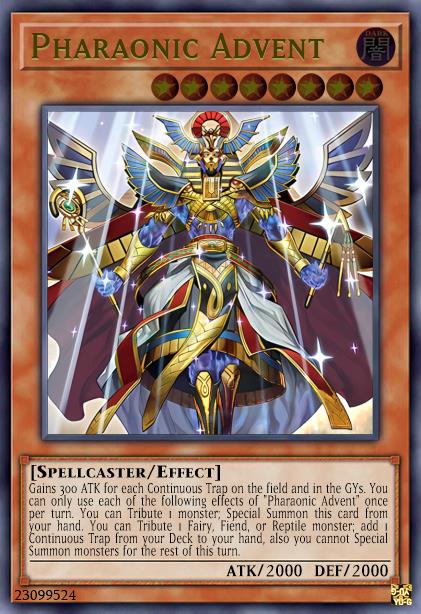 Pharaonic Advent
DARK
闇
[Spellcaster/Effect]
Gains 300 ATK for each Continuous Trap on the field and in the GYs. You
can only use each of the following effects of "Pharaonic Advent" once
per turn. You can Tribute 1 monster; Special Summon this card from
your hand. You can Tribute 1 Fairy, Fiend, or Reptile monster; add 1
Continuous Trap from your Deck to your hand, also you cannot Special
Summon monsters for the rest of this turn.
ATK/2000 DEF/2000
23099524